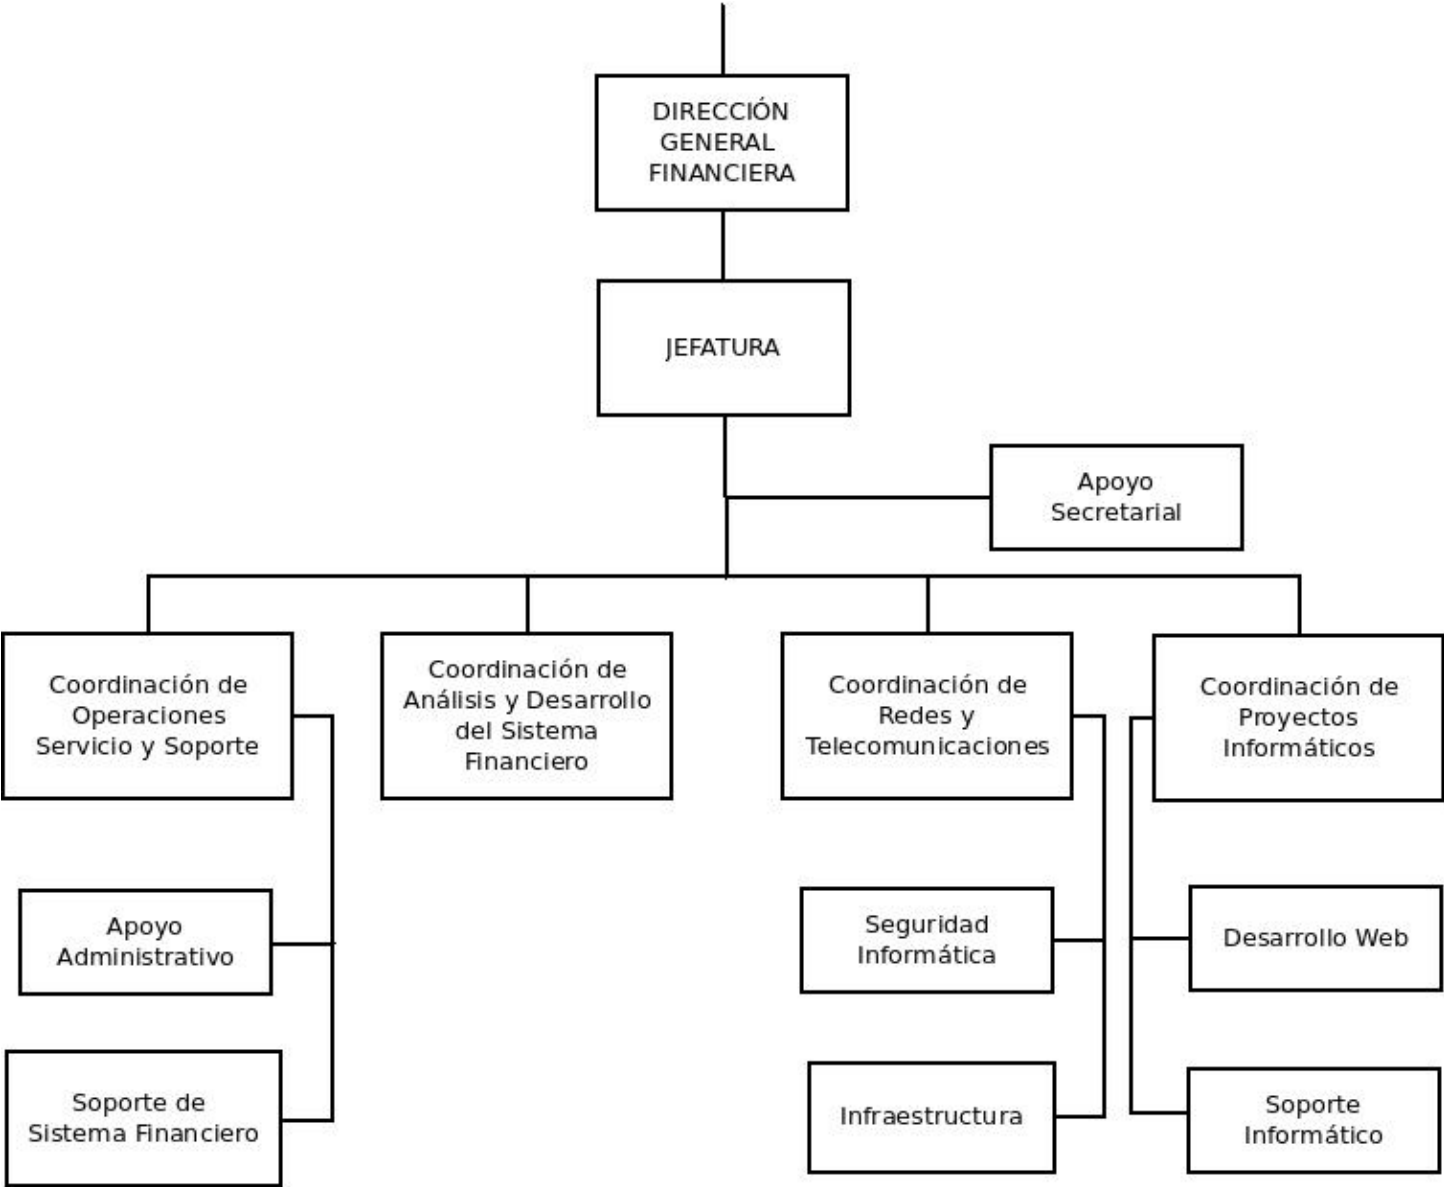 DIRECCIÓN
GENERAL
FINANCIERA
JEFATURA
Apoyo
Secretarial
Coordinación de
Operaciones
Servicio y Soporte
Coordinación de
Análisis y Desarrollo
del Sistema
Financiero
Coordinación de
Redes y
Telecomunicaciones
Coordinación de
Proyectos
Informáticos
Apoyo
Administrativo
Seguridad
Informática
Desarrollo Web
Soporte de
Sistema Financiero
Infraestructura
Soporte
Informático